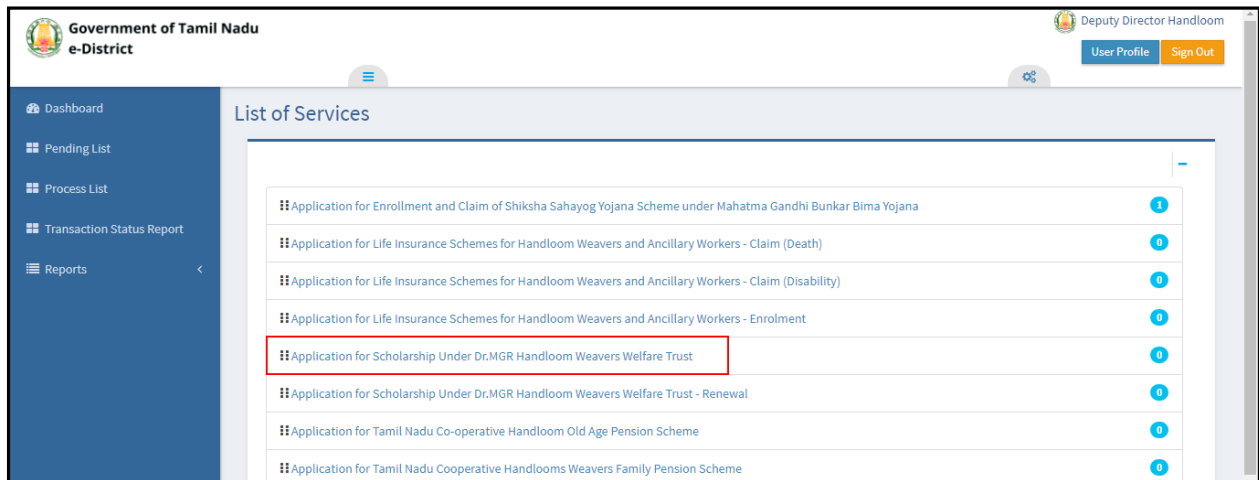 Government of Tamil Nadu
e-District
Deputy Director Handloom
User Profile
Sign Out
Dashboard
Pending List
Process List
Transaction Status Report
Reports
List of Services
Application for Enrollment and Claim of Shiksha Sahayog Yojana Scheme under Mahatma Gandhi Bunkar Bima Yojana 1
Application for Life Insurance Schemes for Handloom Weavers and Ancillary Workers - Claim (Death) 0
Application for Life Insurance Schemes for Handloom Weavers and Ancillary Workers - Claim (Disability) 0
Application for Life Insurance Schemes for Handloom Weavers and Ancillary Workers - Enrolment 0
Application for Scholarship Under Dr.MGR Handloom Weavers Welfare Trust 0
Application for Scholarship Under Dr.MGR Handloom Weavers Welfare Trust - Renewal 0
Application for Tamil Nadu Co-operative Handloom Old Age Pension Scheme 0
Application for Tamil Nadu Cooperative Handlooms Weavers Family Pension Scheme 0